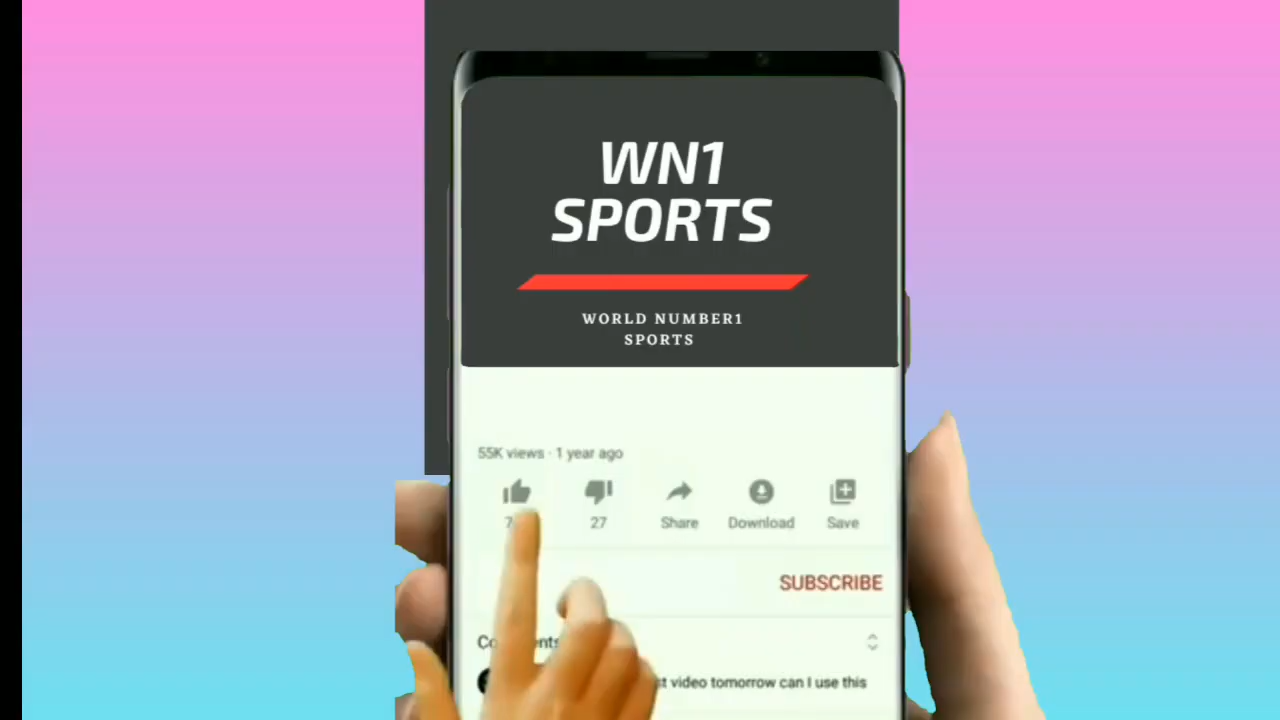 WN1
SPORTS
WORLD NUMBER1
SPORTS
55K views · 1 year ago
27
Share
Download
Save
SUBSCRIBE
video tomorrow can I use this